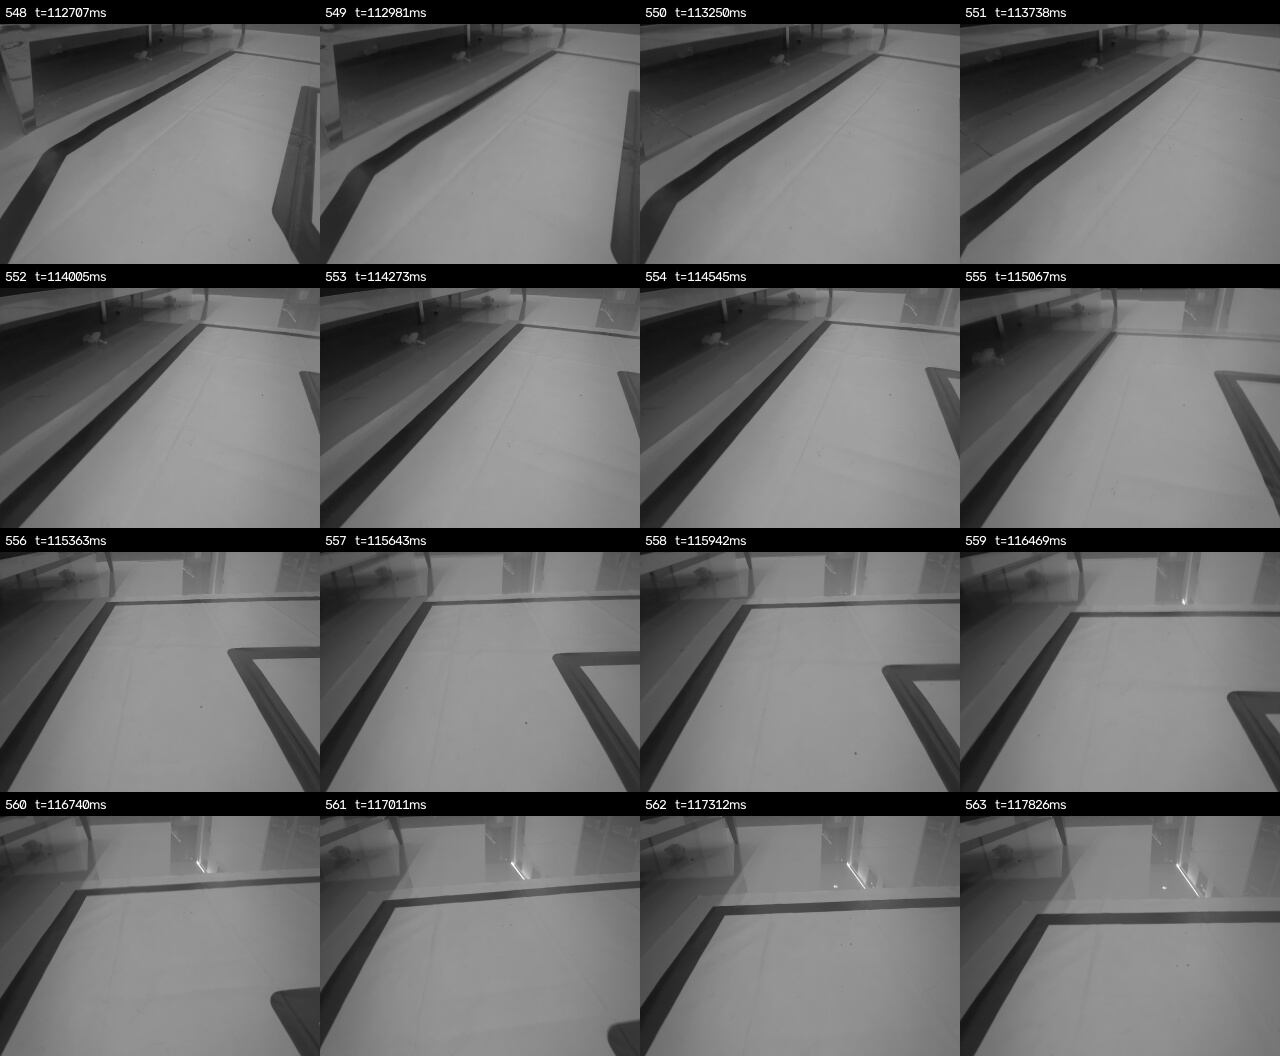 548 t=112707ms
549 t=112981ms
550 t=113250ms
551 t=113738ms
552 t=114005ms
553 t=114273ms
554 t=114545ms
555 t=115067ms
556 t=115363ms
557 t=115643ms
558 t=115942ms
559 t=116469ms
560 t=116740ms
561 t=117011ms
562 t=117312ms
563 t=117826ms